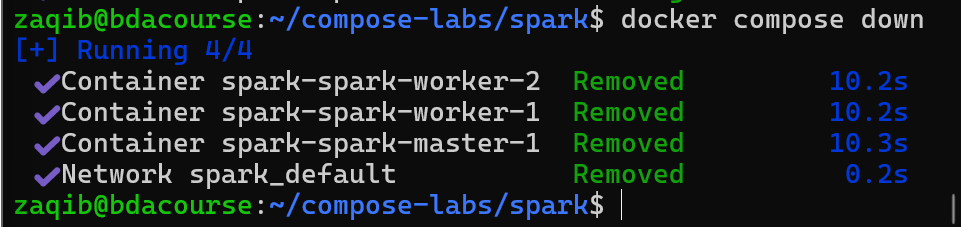 zaqib@bdacourse:~/compose-labs/spark$ docker compose down
[+] Running 4/4
✔Container spark-spark-worker-2 Removed 10.2s
✔Container spark-spark-worker-1 Removed 10.2s
✔Container spark-spark-master-1 Removed 10.3s
✔Network spark_default Removed 0.2s
zaqib@bdacourse:~/compose-labs/spark$